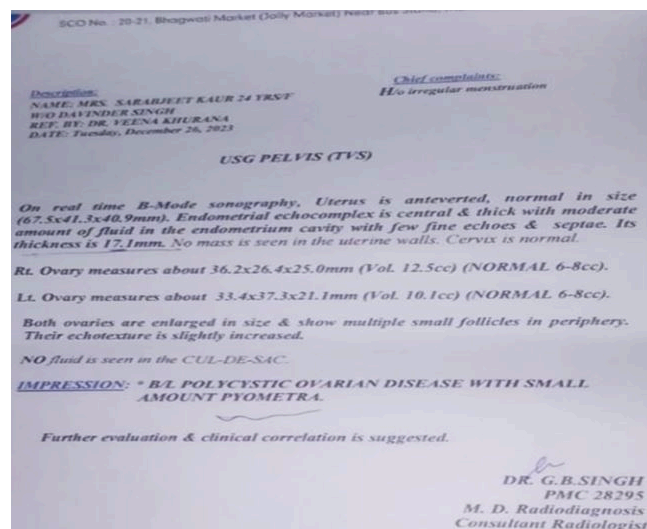 SCO No. : 20-21, Bhagwati Market (Jolly Market) Near Bus Stand,
Description:
NAME: MRS. SARABJEET KAUR 24 YRS/F
W/O DAVINDER SINGH
REF. BY: DR. VEENA KHURANA
DATE: Tuesday, December 26, 2023
Chief complaints:
H/o irregular menstruation
USG PELVIS (TVS)
On real time B-Mode sonography, Uterus is anteverted, normal in size
(67.5x41.3x40.9mm). Endometrial echocomplex is central & thick with moderate
amount of fluid in the endometrium cavity with few fine echoes & septae. Its
thickness is 17.1mm. No mass is seen in the uterine walls. Cervix is normal.
Rt. Ovary measures about 36.2x26.4x25.0mm (Vol. 12.5cc) (NORMAL 6-8cc).
Lt. Ovary measures about 33.4x37.3x21.1mm (Vol. 10.1cc) (NORMAL 6-8cc).
Both ovaries are enlarged in size & show multiple small follicles in periphery.
Their echotexture is slightly increased.
NO fluid is seen in the CUL-DE-SAC.
IMPRESSION: * B/L POLYCYSTIC OVARIAN DISEASE WITH SMALL
AMOUNT PYOMETRA.
Further evaluation & clinical correlation is suggested.
DR. G.B.SINGH
PMC 28295
M. D. Radiodiagnosis
Consultant Radiologist